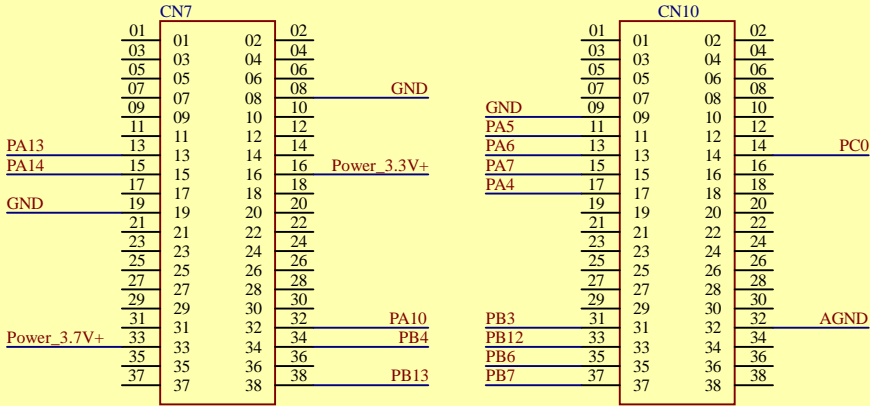 CN7 CN10
01 01 02 02 01 01 02 02
03 03 04 04 03 03 04 04
05 05 06 06 05 05 06 06
07 07 08 08 GND 07 07 08 08
09 09 10 10 GND 09 09 10 10
11 11 12 12 PA5 11 11 12 12
PA13 13 13 14 14 PA6 13 13 14 14 PC0
PA14 15 15 16 16 Power_3.3V+ PA7 15 15 16 16
17 17 18 18 PA4 17 17 18 18
GND 19 19 20 20 19 19 20 20
21 21 22 22 21 21 22 22
23 23 24 24 23 23 24 24
25 25 26 26 25 25 26 26
27 27 28 28 27 27 28 28
29 29 30 30 29 29 30 30
31 31 32 32 PA10 PB3 31 31 32 32 AGND
Power_3.7V+ 33 33 34 34 PB4 PB12 33 33 34 34
35 35 36 36 PB6 35 35 36 36
37 37 38 38 PB13 PB7 37 37 38 38